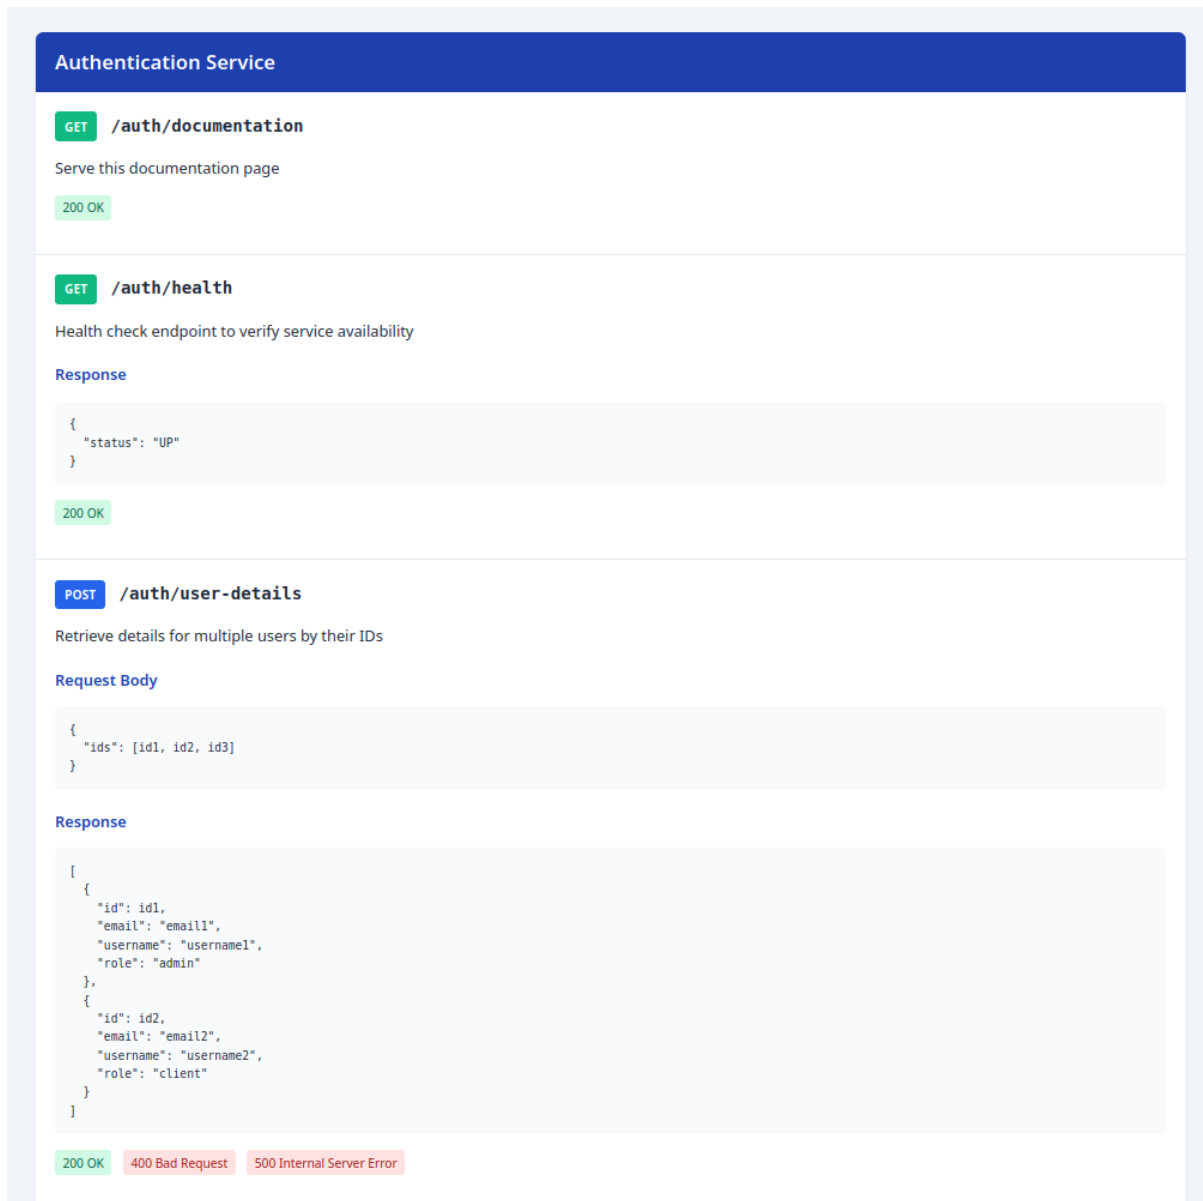 Authentication Service
GET /auth/documentation
Serve this documentation page
200 OK
GET /auth/health
Health check endpoint to verify service availability
Response
{
  "status": "UP"
}
200 OK
POST /auth/user-details
Retrieve details for multiple users by their IDs
Request Body
{
  "ids": [id1, id2, id3]
}
Response
[
  {
    "id": id1,
    "email": "email1",
    "username": "username1",
    "role": "admin"
  },
  {
    "id": id2,
    "email": "email2",
    "username": "username2",
    "role": "client"
  }
]
200 OK 400 Bad Request 500 Internal Server Error